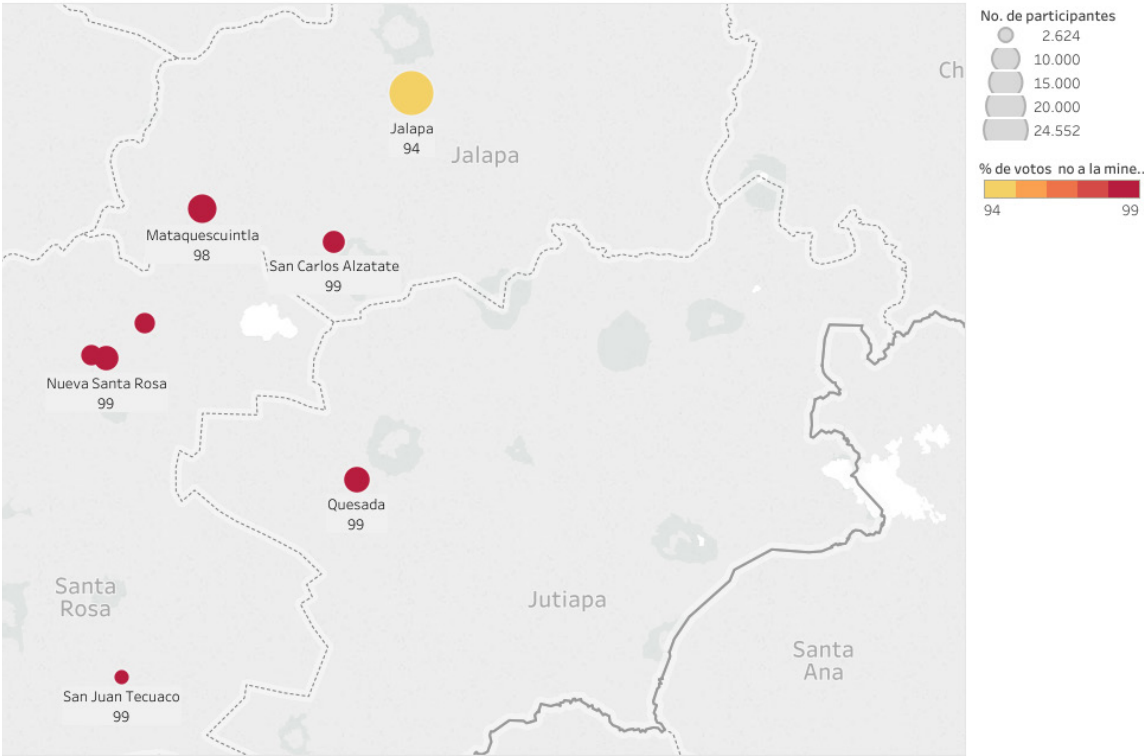 No. de participantes
2.624
10.000
15.000
20.000
24.552
% de votos no a la mine..
94
99
Ch
Jalapa
94
Jalapa
Mataquescuintla
98
San Carlos Alzatate
99
Nueva Santa Rosa
99
Quesada
99
Santa
Rosa
Jutiapa
Santa
Ana
San Juan Tecuaco
99